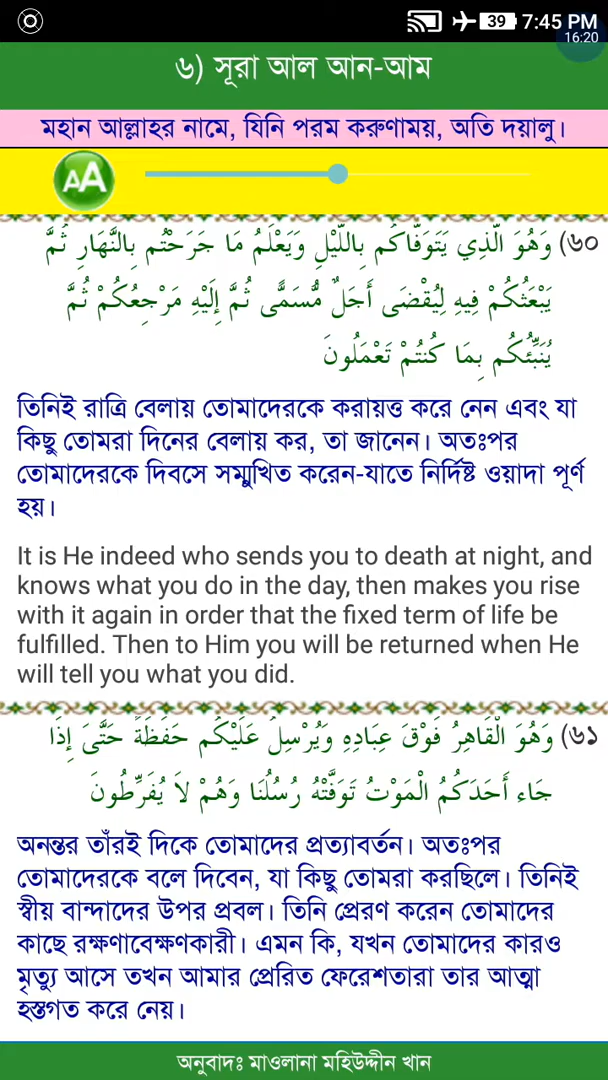 39 7:45 PM
16:20
৬) সূরা আল আন-আম
মহান আল্লাহর নামে, যিনি পরম করুণাময়, অতি দয়ালু।
AA
৬০) وَهُوَ الَّذِي يَتَوَفَّاكُم بِاللَّيْلِ وَيَعْلَمُ مَا جَرَحْتُم بِالنَّهَارِ ثُمَّ
يَبْعَثُكُمْ فِيهِ لِيُقْضَى أَجَلٌ مُّسَمًّى ثُمَّ إِلَيْهِ مَرْجِعُكُمْ ثُمَّ
يُنَبِّئُكُم بِمَا كُنتُمْ تَعْمَلُونَ
তিনিই রাত্রি বেলায় তোমাদেরকে করায়ত্ত করে নেন এবং যা
কিছু তোমরা দিনের বেলায় কর, তা জানেন। অতঃপর
তোমাদেরকে দিবসে সম্মুখিত করেন-যাতে নির্দিষ্ট ওয়াদা পূর্ণ
হয়।
It is He indeed who sends you to death at night, and
knows what you do in the day, then makes you rise
with it again in order that the fixed term of life be
fulfilled. Then to Him you will be returned when He
will tell you what you did.
৬১) وَهُوَ الْقَاهِرُ فَوْقَ عِبَادِهِ وَيُرْسِلُ عَلَيْكُم حَفَظَةً حَتَّىَ إِذَا
جَاء أَحَدَكُمُ الْمَوْتُ تَوَفَّتْهُ رُسُلُنَا وَهُمْ لاَ يُفَرِّطُونَ
অনন্তর তাঁরই দিকে তোমাদের প্রত্যাবর্তন। অতঃপর
তোমাদেরকে বলে দিবেন, যা কিছু তোমরা করছিলে। তিনিই
স্বীয় বান্দাদের উপর প্রবল। তিনি প্রেরণ করেন তোমাদের
কাছে রক্ষণাবেক্ষণকারী। এমন কি, যখন তোমাদের কারও
মৃত্যু আসে তখন আমার প্রেরিত ফেরেশতারা তার আত্মা
হস্তগত করে নেয়।
অনুবাদঃ মাওলানা মহিউদ্দীন খান